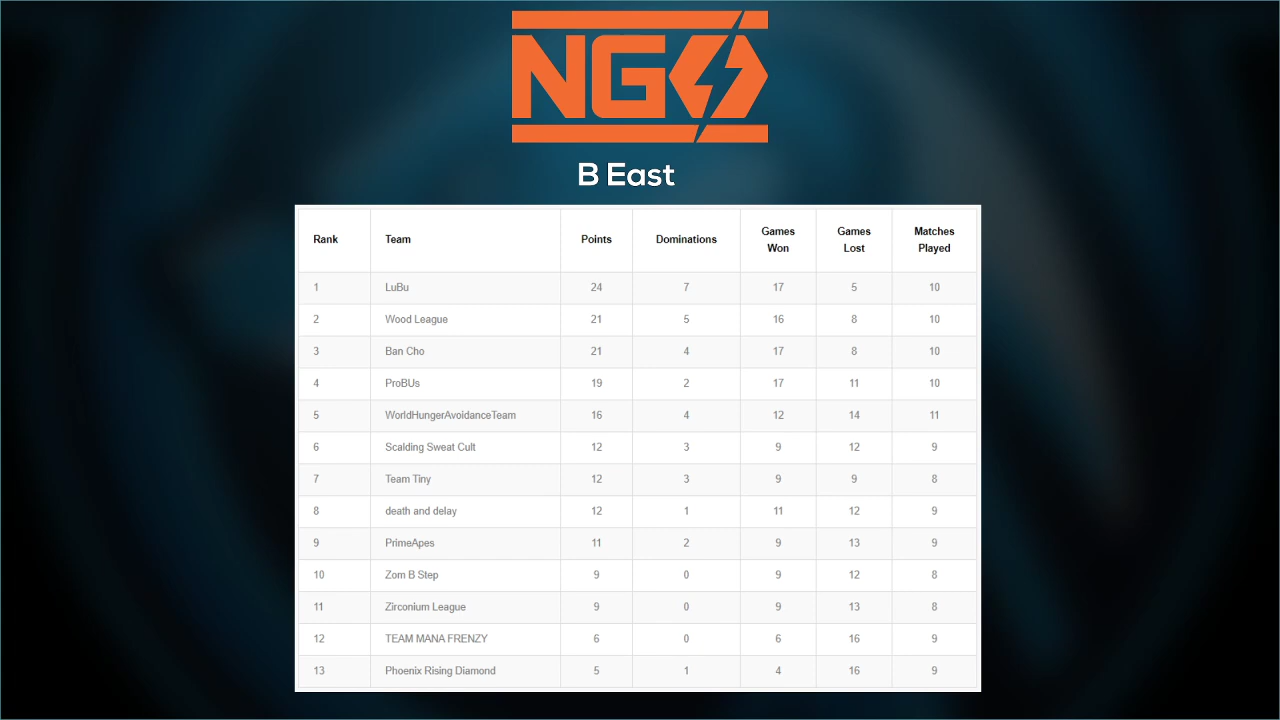 NGO
B East
Rank Team Points Dominations Games Won Games Lost Matches Played
1 LuBu 24 7 17 5 10
2 Wood League 21 5 16 8 10
3 Ban Cho 21 4 17 8 10
4 ProBUs 19 2 17 11 10
5 WorldHungerAvoidanceTeam 16 4 12 14 11
6 Scalding Sweat Cult 12 3 9 12 9
7 Team Tiny 12 3 9 9 8
8 death and delay 12 1 11 12 9
9 PrimeApes 11 2 9 13 9
10 Zom B Step 9 0 9 12 8
11 Zirconium League 9 0 9 13 8
12 TEAM MANA FRENZY 6 0 6 16 9
13 Phoenix Rising Diamond 5 1 4 16 9